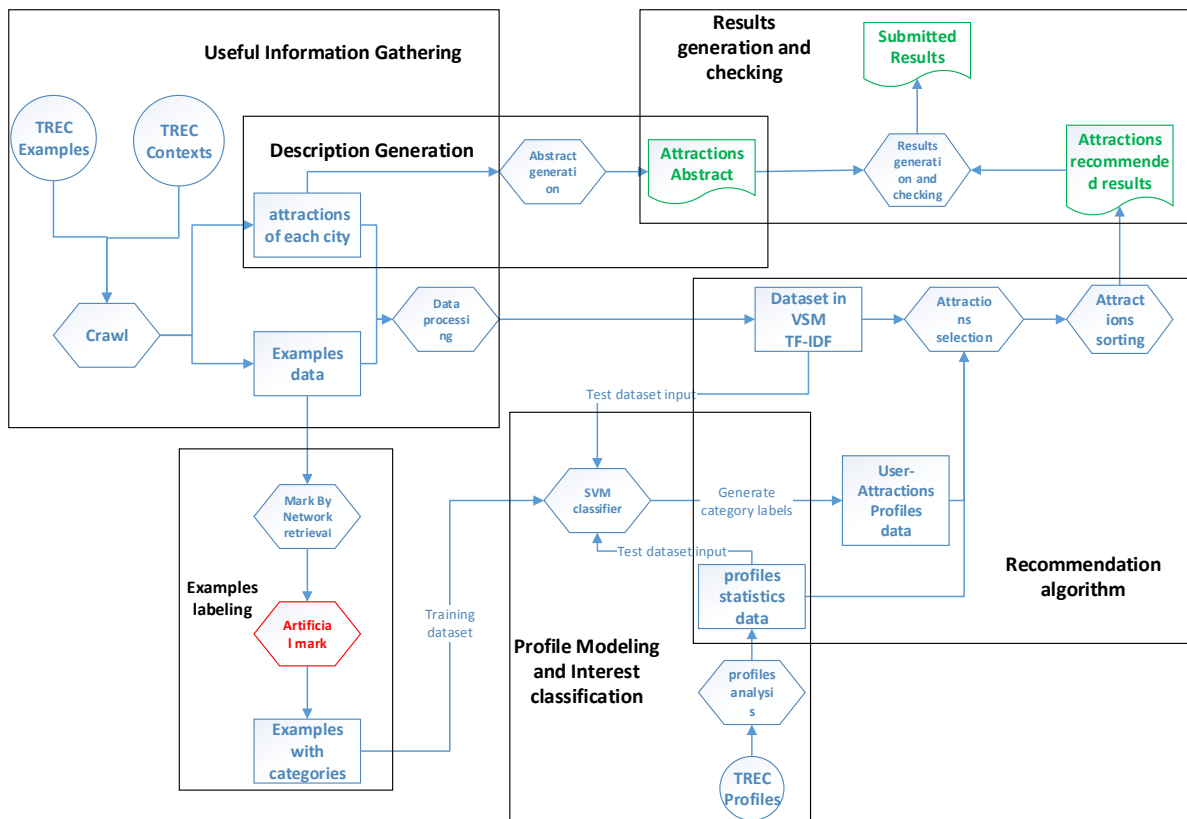 Useful Information Gathering
Results
generation and
checking
Submitted
Results
TREC
Examples
TREC
Contexts
Description Generation
Abstract
generati
on
Attractions
Abstract
Results
generati
on and
checking
Attractions
recommende
d results
attractions
of each city
Crawl
Data
processi
ng
Dataset in
VSM
TF-IDF
Attractio
ns
selection
Attract
ions
sorting
Examples
data
Test dataset input
Mark By
Network
retrieval
SVM
classifier
Generate
category labels
User-
Attractions
Profiles
data
Test dataset input
Examples
labeling
Artificia
l mark
Training
dataset
profiles
statistics
data
Recommendation
algorithm
Profile Modeling
and Interest
classification
profiles
analysi
s
Examples
with
categories
TREC
Profiles